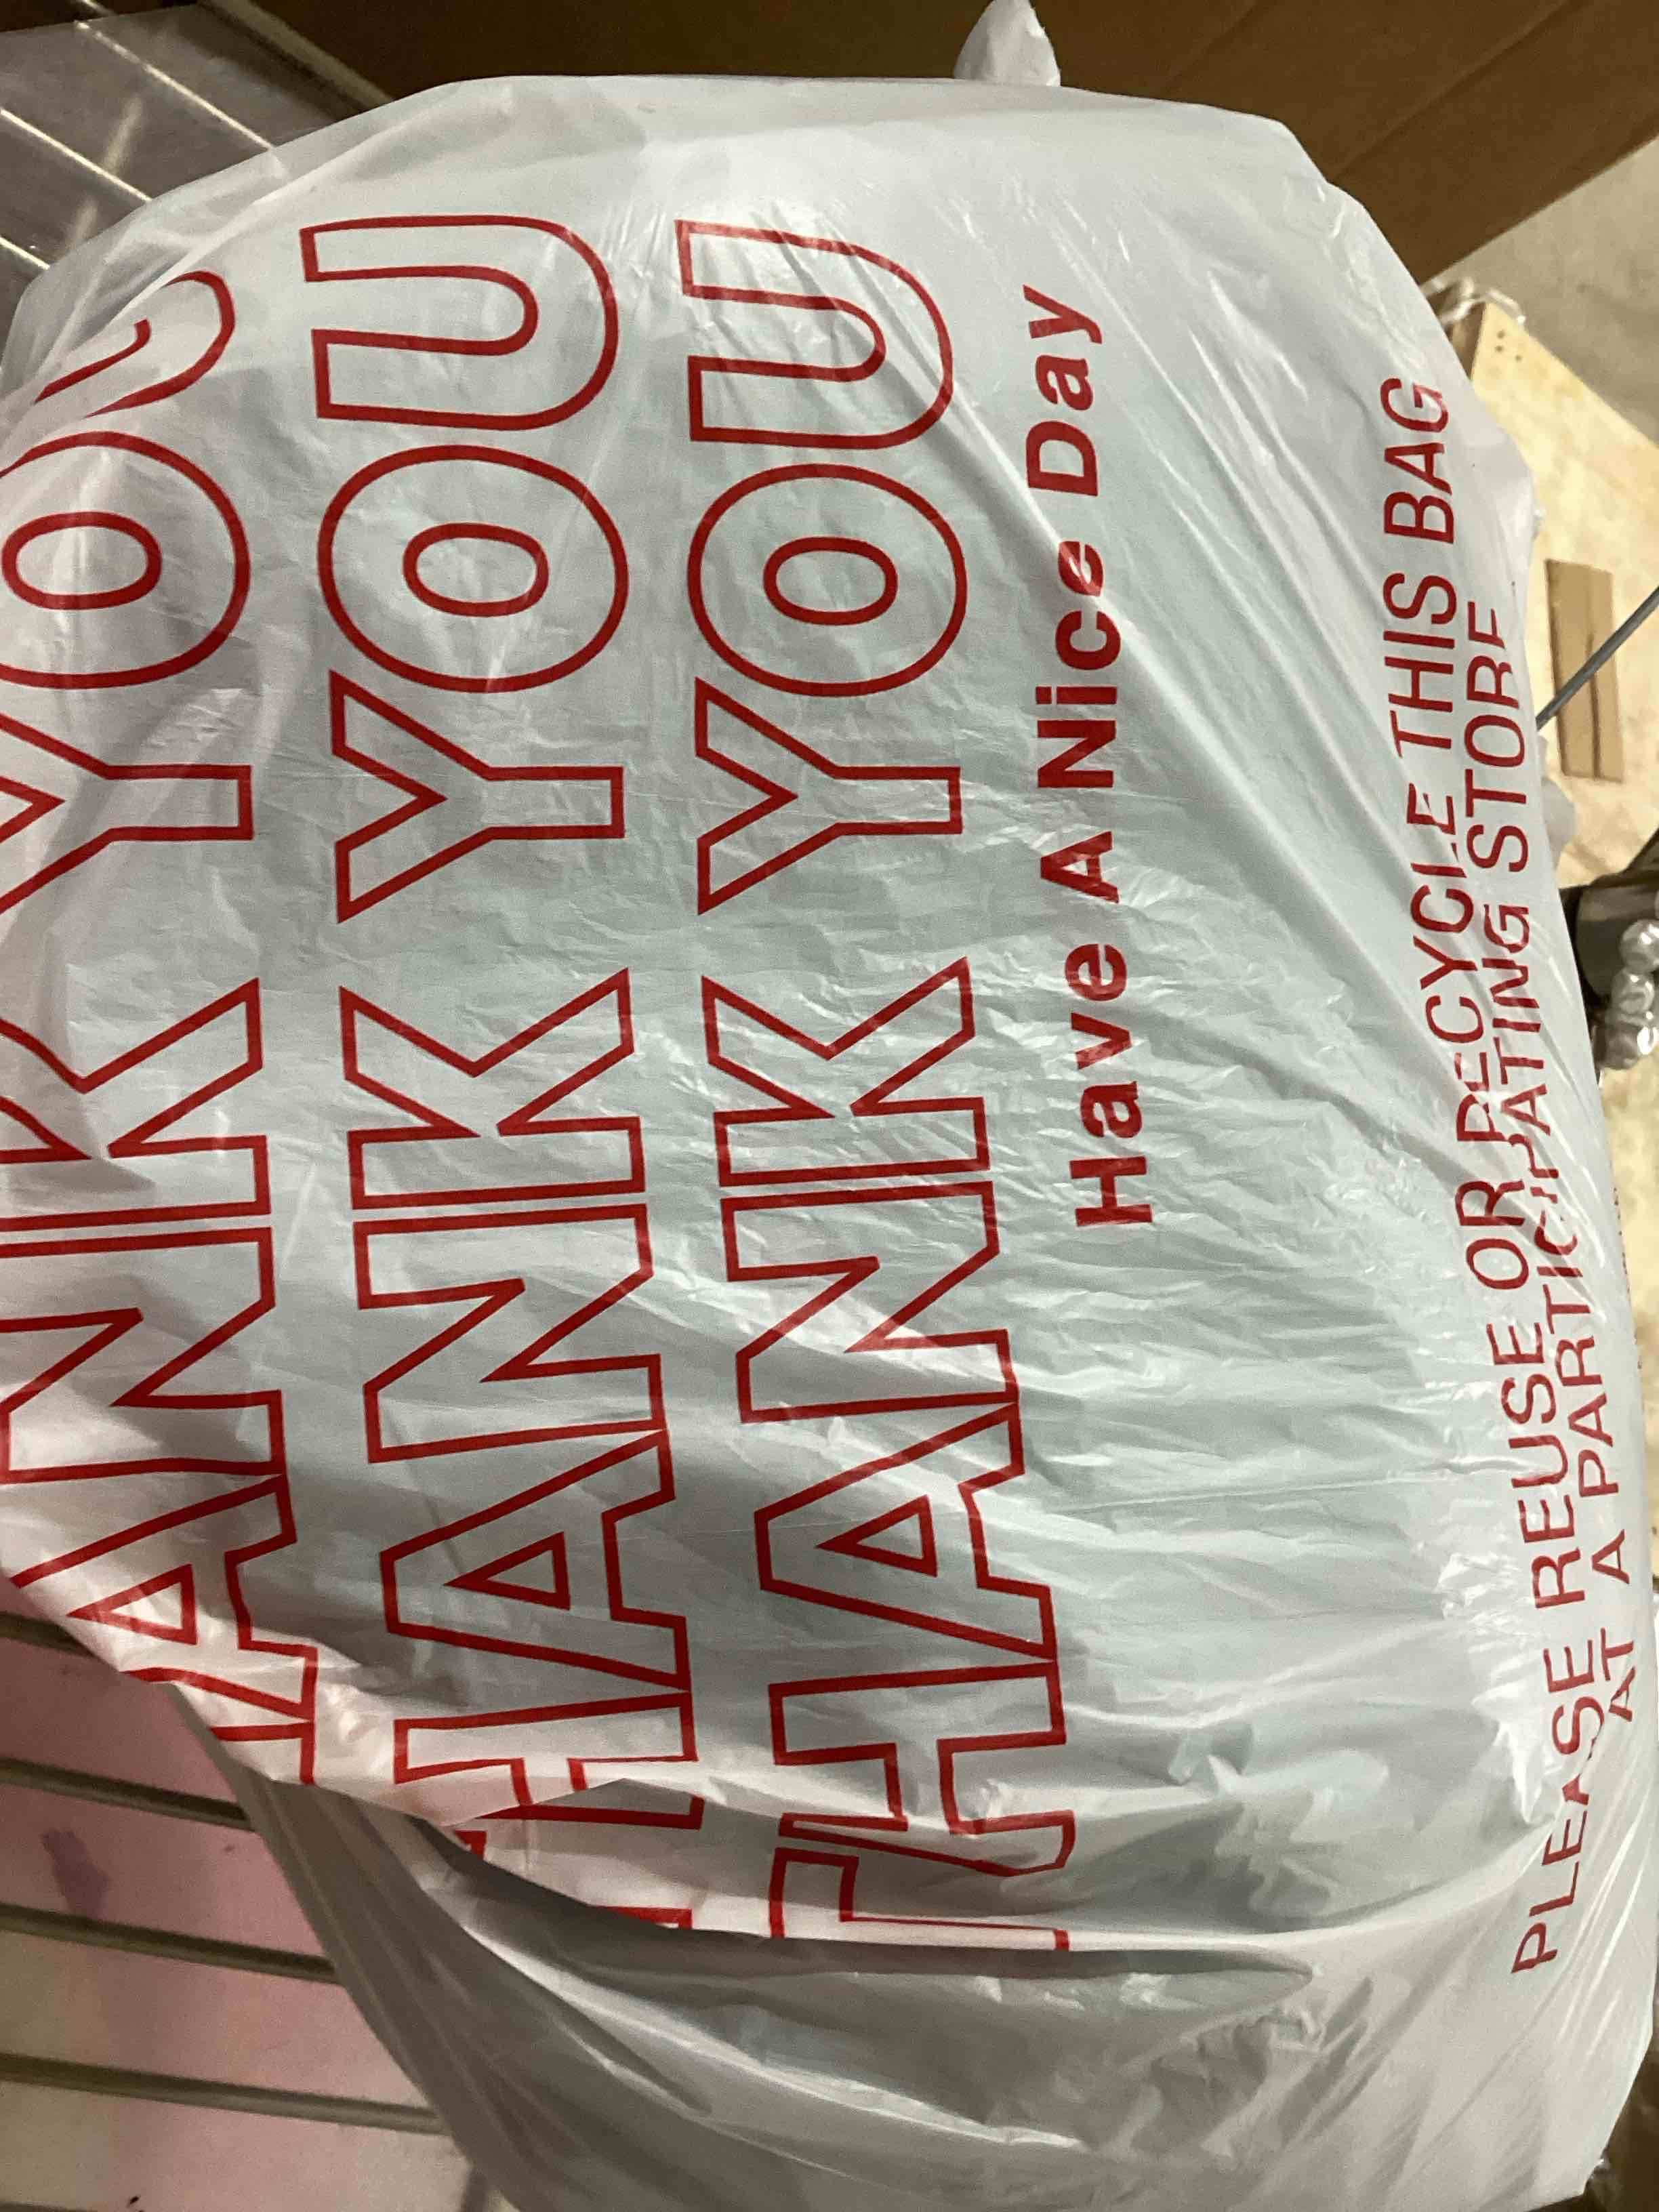 THANK YOU
THANK YOU
THANK YOU
Have A Nice Day
PLEASE REUSE OR RECYCLE THIS BAG
AT A PARTICIPATING STORE